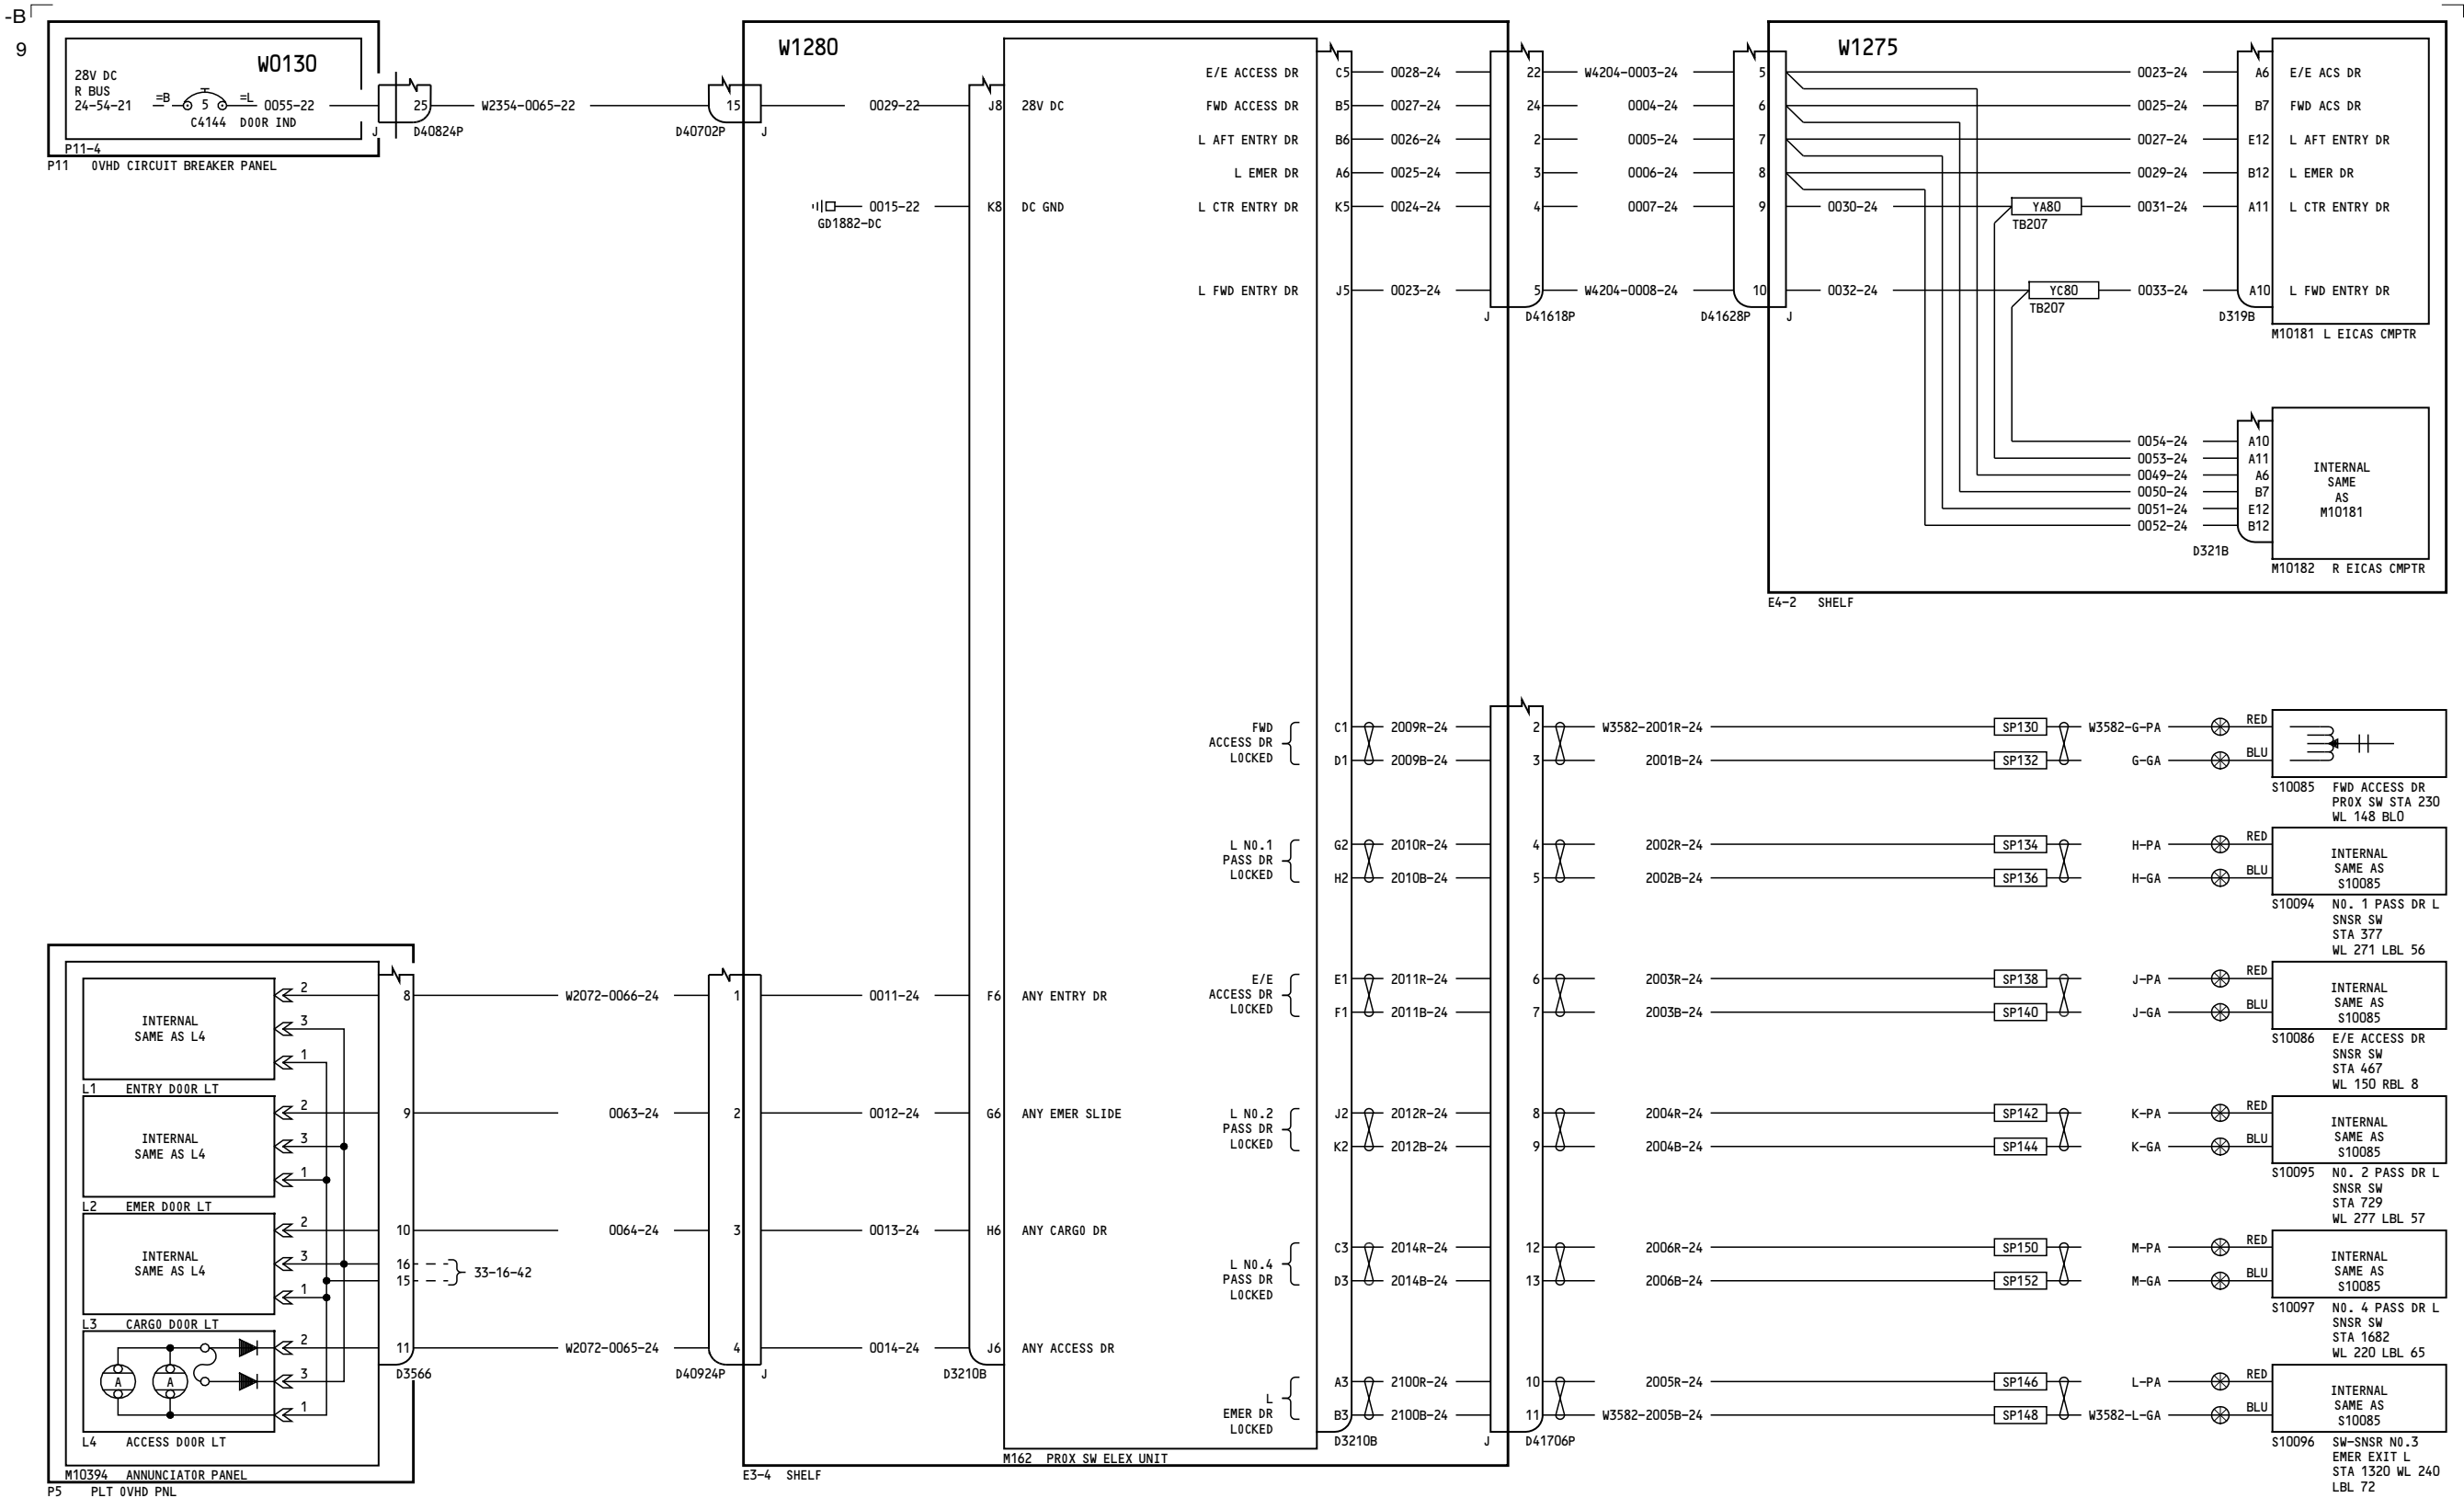 -B
9
W0130
28V DC
R BUS
24-54-21
=B
5
=L
0055-22
C4144 DOOR IND
P11-4
P11 OVHD CIRCUIT BREAKER PANEL
J
25
D40824P
W2354-0065-22
15
D40702P
J
W1280
0029-22
J8
28V DC
GD1882-DC
0015-22
K8
DC GND
E/E ACCESS DR
C5
0028-24
22
W4204-0003-24
5
FWD ACCESS DR
B5
0027-24
24
0004-24
6
L AFT ENTRY DR
B6
0026-24
2
0005-24
7
L EMER DR
A6
0025-24
3
0006-24
8
L CTR ENTRY DR
K5
0024-24
4
0007-24
9
L FWD ENTRY DR
J5
0023-24
5
W4204-0008-24
10
J
D41618P
D41628P
J
W1275
0023-24
A6
E/E ACS DR
0025-24
B7
FWD ACS DR
0027-24
E12
L AFT ENTRY DR
0029-24
B12
L EMER DR
0030-24
YA80
TB207
0031-24
A11
L CTR ENTRY DR
0032-24
YC80
TB207
0033-24
A10
L FWD ENTRY DR
D319B
M10181 L EICAS CMPTR
0054-24
A10
0053-24
A11
0049-24
A6
0050-24
B7
0051-24
E12
0052-24
B12
INTERNAL
SAME
AS
M10181
D321B
M10182 R EICAS CMPTR
E4-2 SHELF
FWD
ACCESS DR
LOCKED
C1
2009R-24
2
W3582-2001R-24
SP130
W3582-G-PA
RED
D1
2009B-24
3
2001B-24
SP132
G-GA
BLU
S10085 FWD ACCESS DR
PROX SW STA 230
WL 148 BL0
L NO.1
PASS DR
LOCKED
G2
2010R-24
4
2002R-24
SP134
H-PA
RED
H2
2010B-24
5
2002B-24
SP136
H-GA
BLU
INTERNAL
SAME AS
S10085
S10094 NO. 1 PASS DR L
SNSR SW
STA 377
WL 271 LBL 56
E/E
ACCESS DR
LOCKED
E1
2011R-24
6
2003R-24
SP138
J-PA
RED
F1
2011B-24
7
2003B-24
SP140
J-GA
BLU
INTERNAL
SAME AS
S10085
S10086 E/E ACCESS DR
SNSR SW
STA 467
WL 150 RBL 8
L NO.2
PASS DR
LOCKED
J2
2012R-24
8
2004R-24
SP142
K-PA
RED
K2
2012B-24
9
2004B-24
SP144
K-GA
BLU
INTERNAL
SAME AS
S10085
S10095 NO. 2 PASS DR L
SNSR SW
STA 729
WL 277 LBL 57
L NO.4
PASS DR
LOCKED
C3
2014R-24
12
2006R-24
SP150
M-PA
RED
D3
2014B-24
13
2006B-24
SP152
M-GA
BLU
INTERNAL
SAME AS
S10085
S10097 NO. 4 PASS DR L
SNSR SW
STA 1682
WL 220 LBL 65
L
EMER DR
LOCKED
A3
2100R-24
10
2005R-24
SP146
L-PA
RED
B3
2100B-24
11
W3582-2005B-24
SP148
W3582-L-GA
BLU
INTERNAL
SAME AS
S10085
S10096 SW-SNSR NO.3
EMER EXIT L
STA 1320 WL 240
LBL 72
D3210B
J
D41706P
INTERNAL
SAME AS L4
2
3
1
L1 ENTRY DOOR LT
8
W2072-0066-24
1
0011-24
F6
ANY ENTRY DR
INTERNAL
SAME AS L4
2
3
1
L2 EMER DOOR LT
9
0063-24
2
0012-24
G6
ANY EMER SLIDE
INTERNAL
SAME AS L4
2
3
1
L3 CARGO DOOR LT
10
0064-24
3
0013-24
H6
ANY CARGO DR
16
15
33-16-42
A
A
2
3
1
L4 ACCESS DOOR LT
11
W2072-0065-24
4
0014-24
J6
ANY ACCESS DR
D3566
D40924P
J
D3210B
M10394 ANNUNCIATOR PANEL
P5 PLT OVHD PNL
E3-4 SHELF
M162 PROX SW ELEX UNIT